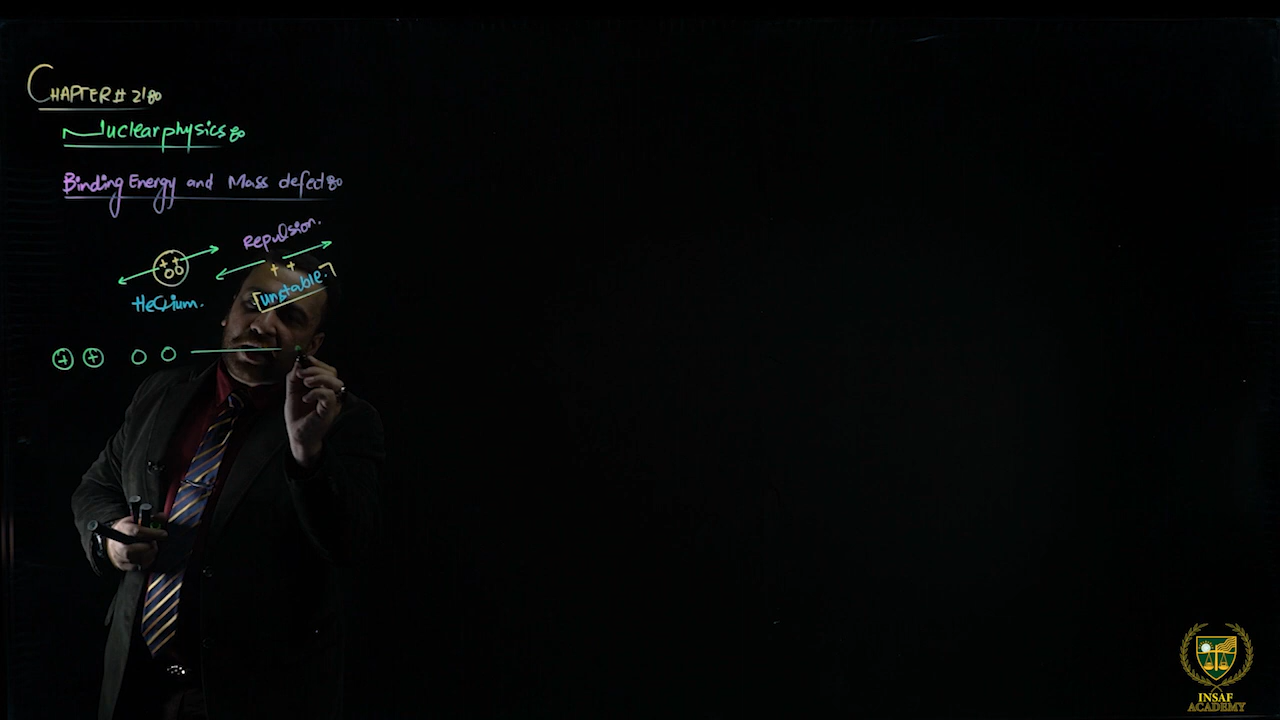 CHAPTER # 21:
Nuclear physics:
Binding Energy and Mass defect:
Repulsion.
+ +
+ +
unstable.
Helium.
+ +
INSAF
ACADEMY